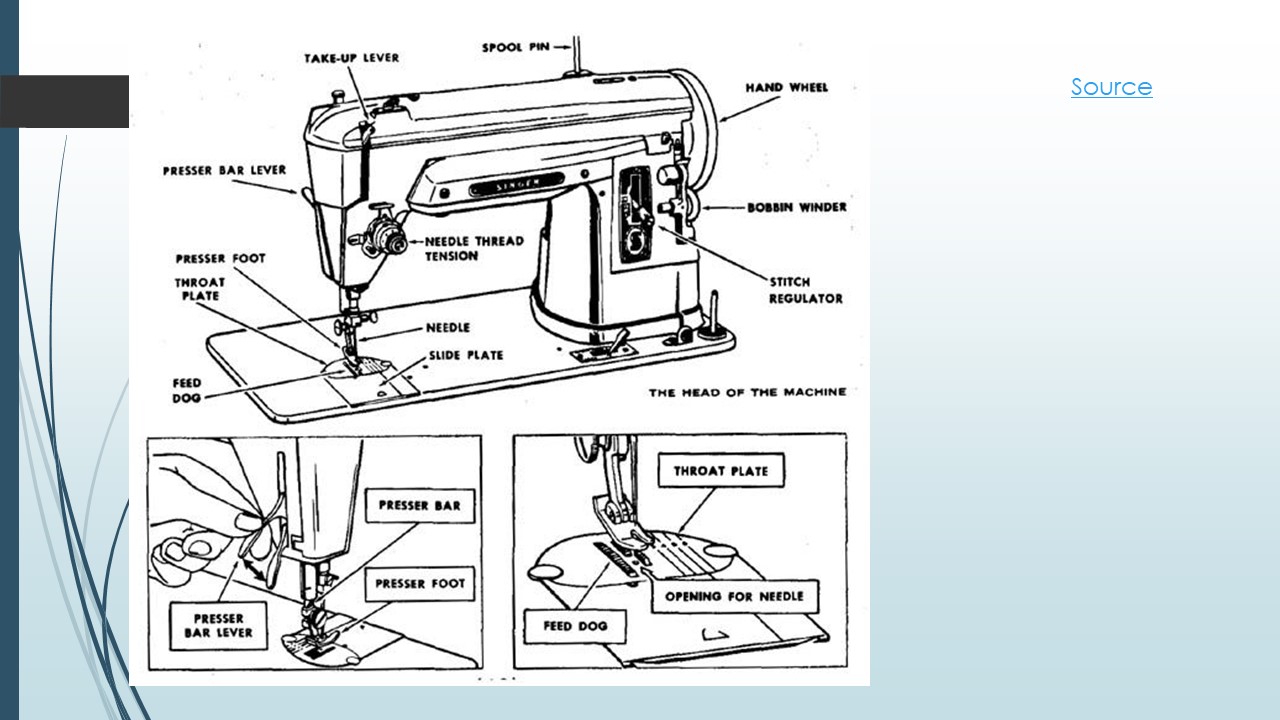 SPOOL PIN
TAKE-UP LEVER
Source
HAND WHEEL
PRESSER BAR LEVER
SINGER
BOBBIN WINDER
NEEDLE THREAD
TENSION
PRESSER FOOT
THROAT
PLATE
STITCH
REGULATOR
NEEDLE
SLIDE PLATE
FEED
DOG
THE HEAD OF THE MACHINE
THROAT PLATE
PRESSER BAR
PRESSER FOOT
OPENING FOR NEEDLE
PRESSER
BAR LEVER
FEED DOG